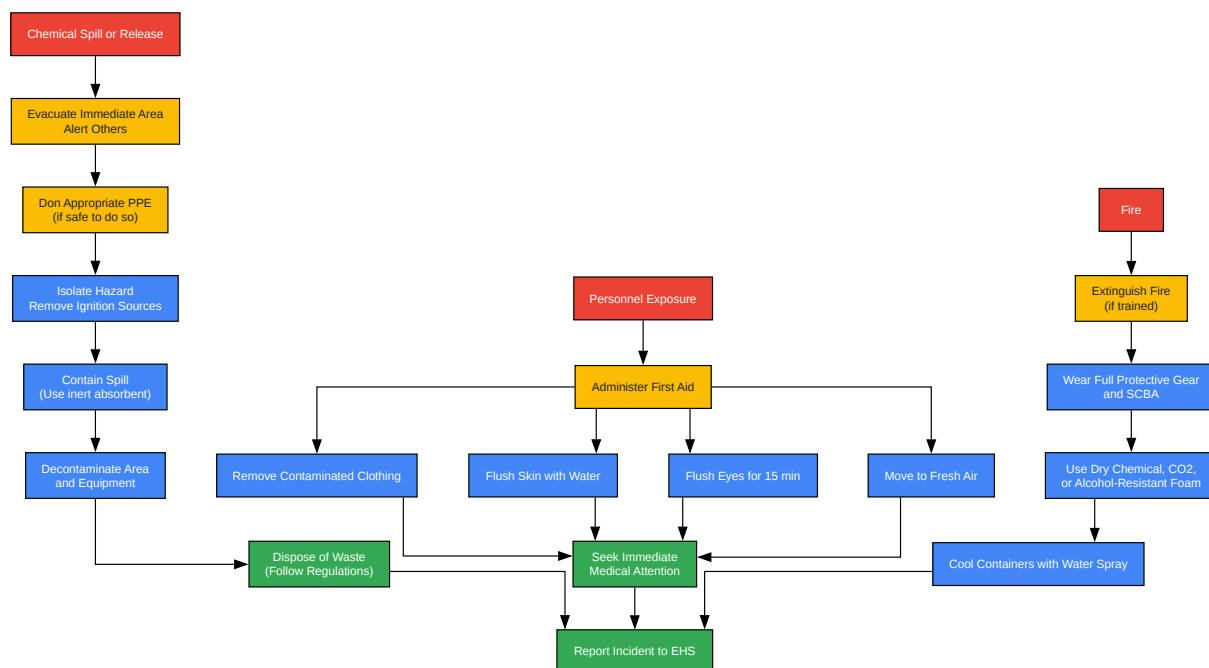 Chemical Spill or Release
Evacuate Immediate Area
Alert Others
Don Appropriate PPE
(if safe to do so)
Isolate Hazard
Remove Ignition Sources
Contain Spill
(Use inert absorbent)
Decontaminate Area
and Equipment
Dispose of Waste
(Follow Regulations)
Personnel Exposure
Administer First Aid
Remove Contaminated Clothing
Flush Skin with Water
Flush Eyes for 15 min
Move to Fresh Air
Seek Immediate
Medical Attention
Fire
Extinguish Fire
(if trained)
Wear Full Protective Gear
and SCBA
Use Dry Chemical, CO2,
or Alcohol-Resistant Foam
Cool Containers with Water Spray
Report Incident to EHS